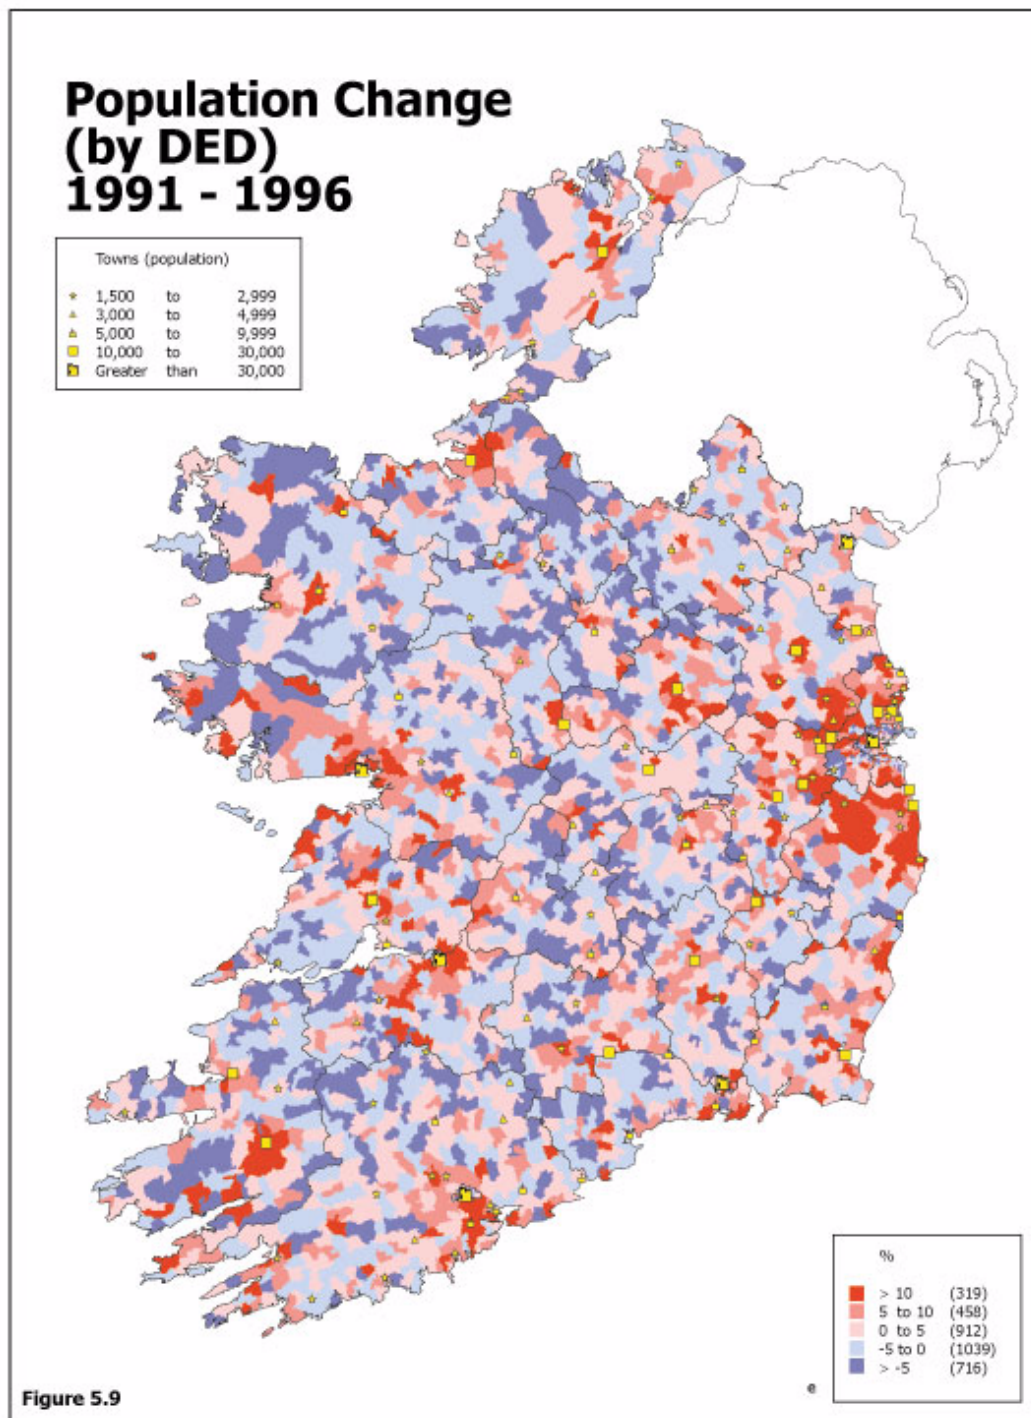 Population Change
(by DED)
1991 - 1996
Towns (population)
1,500 to 2,999
3,000 to 4,999
5,000 to 9,999
10,000 to 30,000
Greater than 30,000
%
> 10 (319)
5 to 10 (458)
0 to 5 (912)
-5 to 0 (1039)
> -5 (716)
e
Figure 5.9